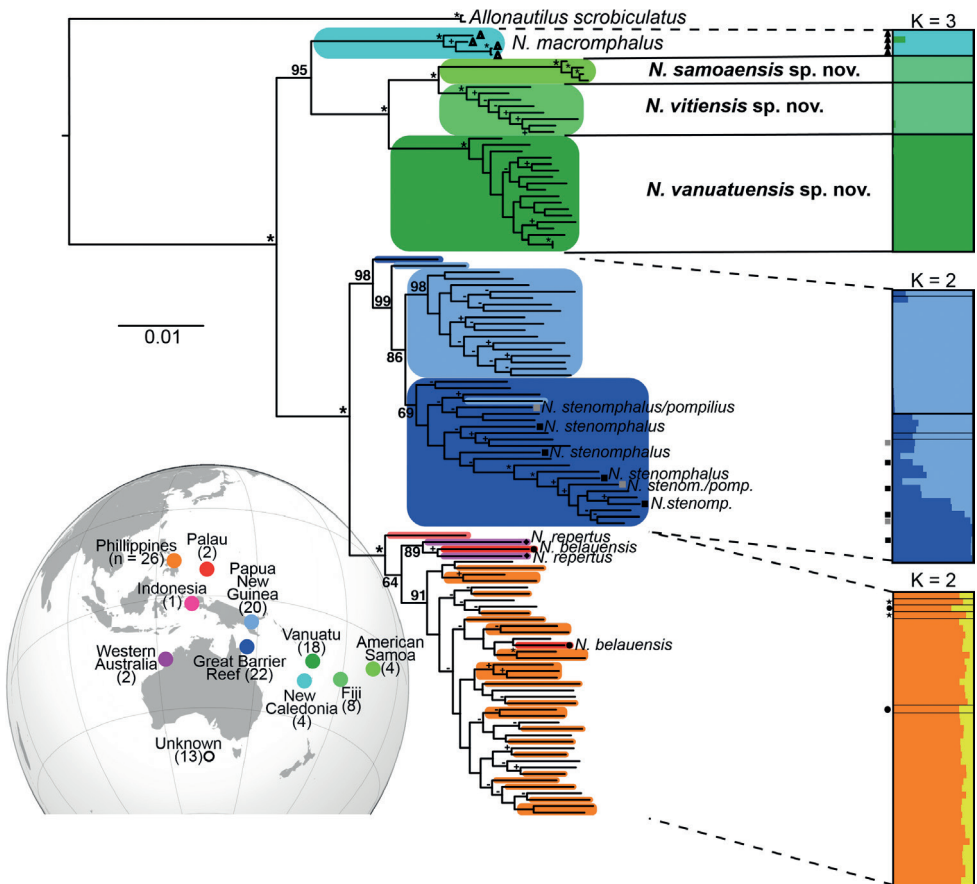 Allonautilus scrobiculatus
K = 3
N. macromphalus
95
N. samoaensis sp. nov.
N. vitiensis sp. nov.
N. vanuatuensis sp. nov.
98
99
98
K = 2
0.01
86
69
N. stenomphalus/pompilius
N. stenomphalus
N. stenomphalus
N. stenomphalus
N. stenom./pomp.
N.stenomp.
N. repertus
89
N. belauensis
N. repertus
64
91
K = 2
N. belauensis
Phillippines
(n = 26)
Palau
(2)
Papua
New
Guinea
(20)
Indonesia
(1)
Western
Australia
(2)
Great Barrier
Reef (22)
Vanuatu
(18)
American
Samoa
(4)
New
Caledonia
(4)
Fiji
(8)
Unknown
(13)